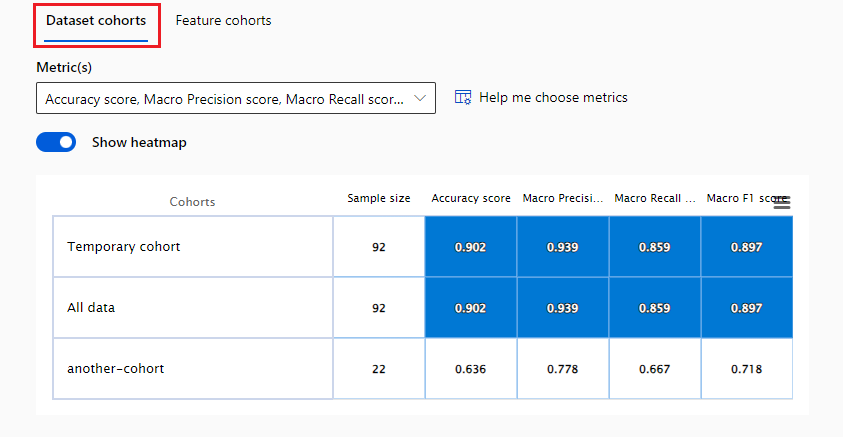 Dataset cohorts Feature cohorts
Metric(s)
Accuracy score, Macro Precision score, Macro Recall scor... Help me choose metrics
Show heatmap
Cohorts Sample size Accuracy score Macro Precisi... Macro Recall ... Macro F1 score
Temporary cohort 92 0.902 0.939 0.859 0.897
All data 92 0.902 0.939 0.859 0.897
another-cohort 22 0.636 0.778 0.667 0.718